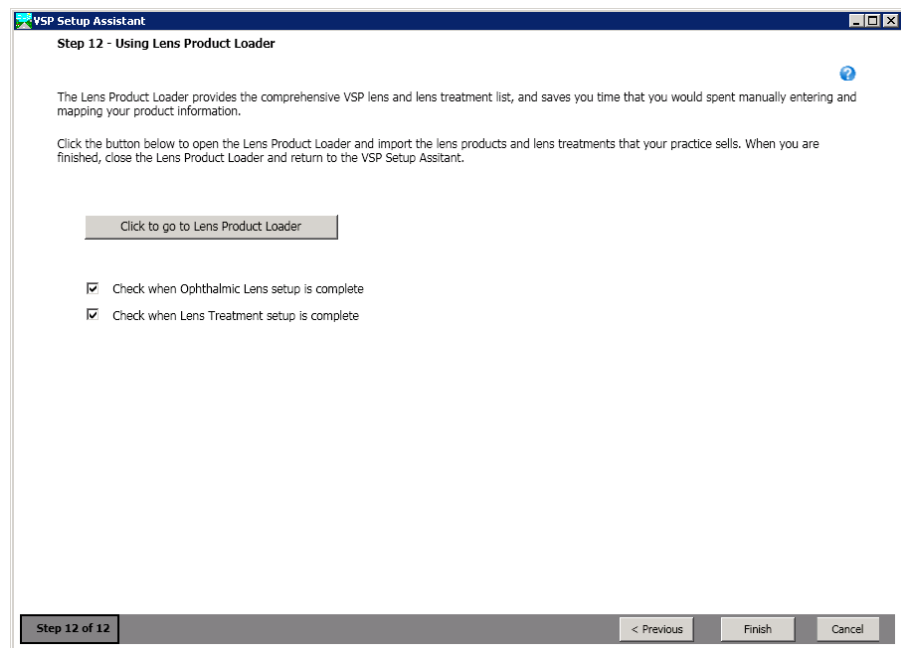 VSP Setup Assistant
Step 12 - Using Lens Product Loader
The Lens Product Loader provides the comprehensive VSP lens and lens treatment list, and saves you time that you would spent manually entering and
mapping your product information.
Click the button below to open the Lens Product Loader and import the lens products and lens treatments that your practice sells. When you are
finished, close the Lens Product Loader and return to the VSP Setup Assitant.
Click to go to Lens Product Loader
Check when Ophthalmic Lens setup is complete
Check when Lens Treatment setup is complete
Step 12 of 12
< Previous
Finish
Cancel